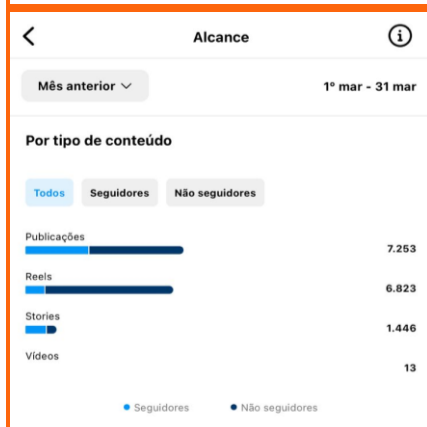 Alcance
Mês anterior
1º mar - 31 mar
Por tipo de conteúdo
Todos Seguidores Não seguidores
Publicações
7.253
Reels
6.823
Stories
1.446
Vídeos
13
Seguidores Não seguidores